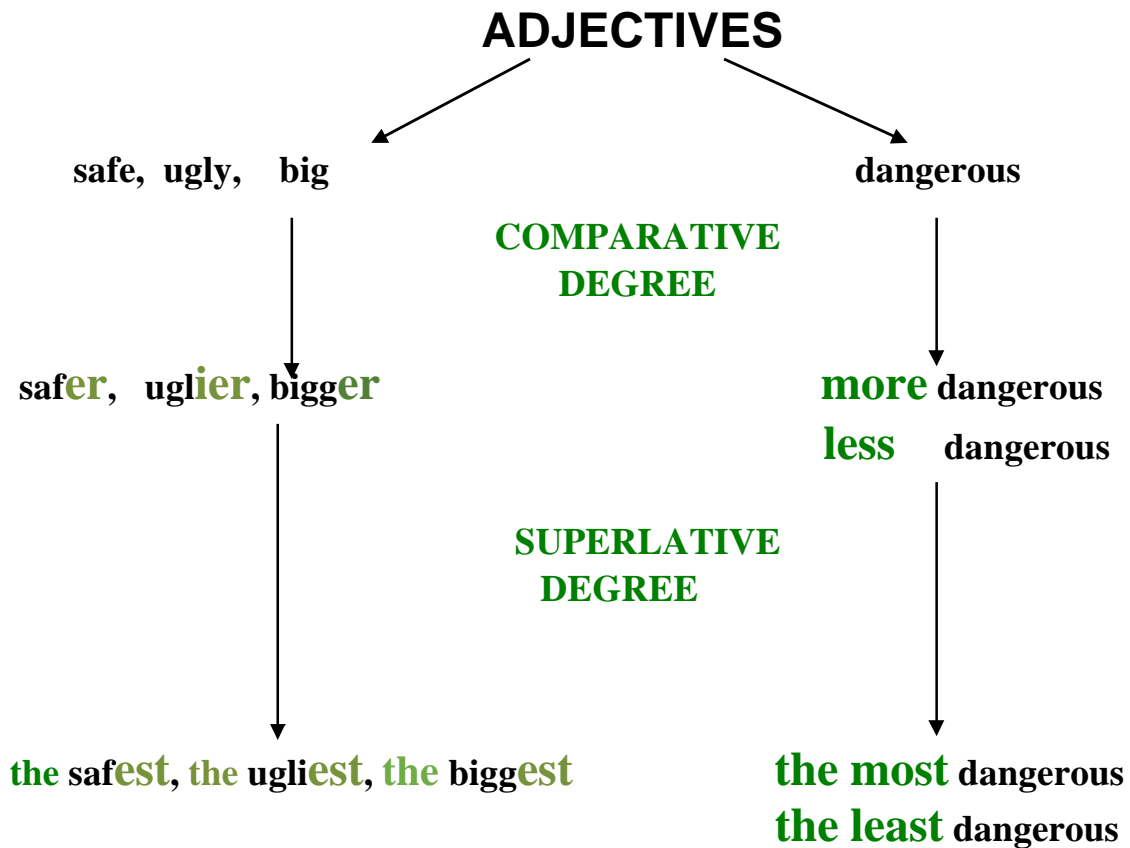 ADJECTIVES
safe, ugly, big
dangerous
COMPARATIVE
DEGREE
safer, uglier, bigger
more dangerous
less dangerous
SUPERLATIVE
DEGREE
the safest, the ugliest, the biggest
the most dangerous
the least dangerous